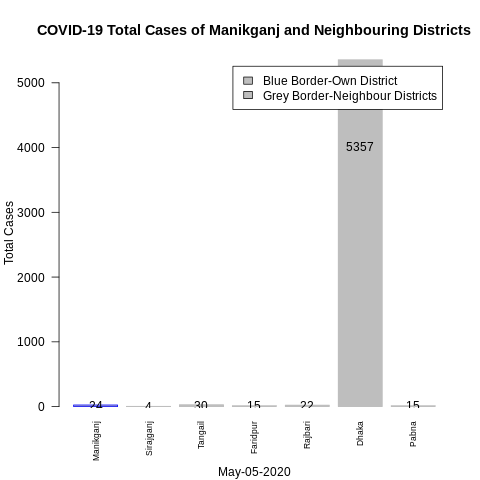 COVID-19 Total Cases of Manikganj and Neighbouring Districts
Blue Border-Own District
Grey Border-Neighbour Districts
Total Cases
5000
4000
3000
2000
1000
0
24
4
30
15
22
5357
15
Manikganj
Sirajganj
Tangail
Faridpur
Rajbari
Dhaka
Pabna
May-05-2020